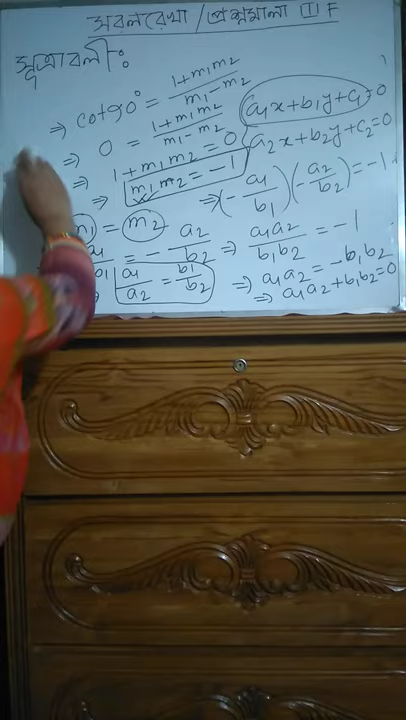 সরলরেখা / প্রশ্নমালা III F
সূত্রাবলী :
⇒ cot90° = (1+m₁m₂)/(m₁-m₂)
⇒ 0 = (1+m₁m₂)/(m₁-m₂)
⇒ 1+m₁m₂ = 0
⇒ m₁m₂ = -1
a₁x+b₁y+c₁=0
a₂x+b₂y+c₂=0
⇒(-a₁/b₁)(-a₂/b₂)=-1
⇒ a₁a₂/b₁b₂ = -1
⇒ a₁a₂ = -b₁b₂
⇒ a₁a₂+b₁b₂=0
m₁ = m₂
= -a₂/b₂
a₁/a₂ = b₁/b₂